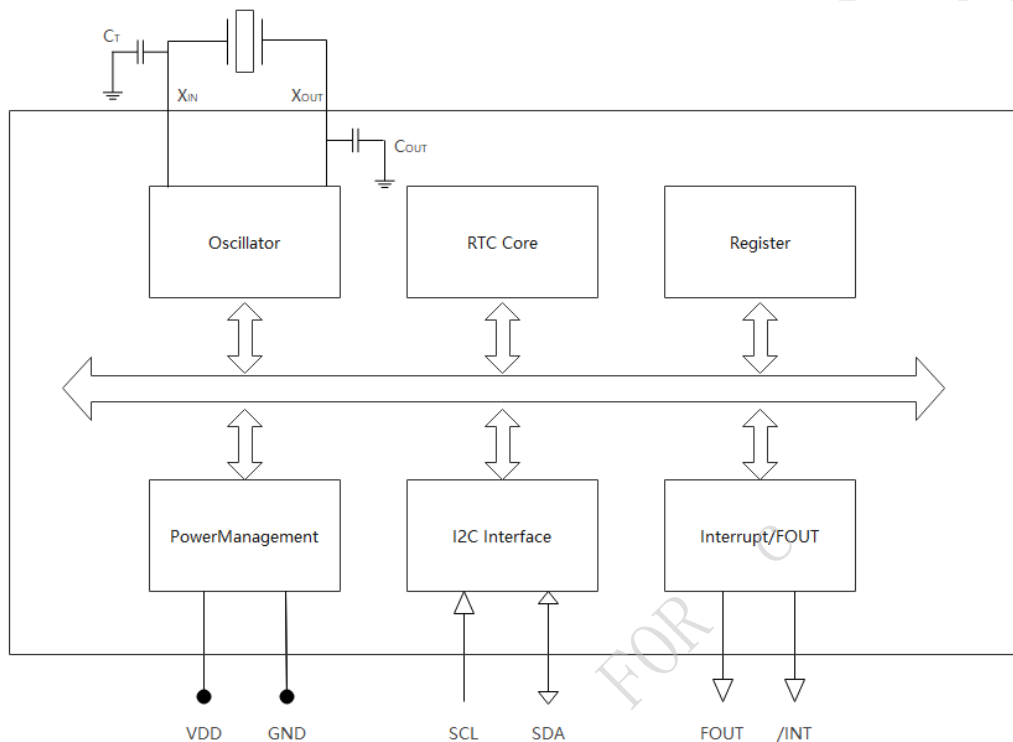 CT
XIN
XOUT
COUT
Oscillator
RTC Core
Register
PowerManagement
I2C Interface
Interrupt/FOUT
FOR
c
VDD
GND
SCL
SDA
FOUT
/INT